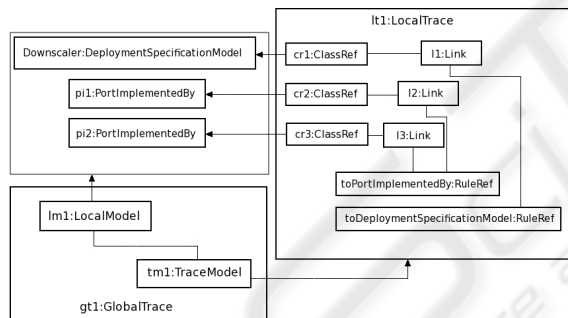 lt1:LocalTrace
Downscaler:DeploymentSpecificationModel
cr1:ClassRef
l1:Link
pi1:PortImplementedBy
cr2:ClassRef
l2:Link
pi2:PortImplementedBy
cr3:ClassRef
l3:Link
toPortImplementedBy:RuleRef
lm1:LocalModel
toDeploymentSpecificationModel:RuleRef
tm1:TraceModel
gt1:GlobalTrace